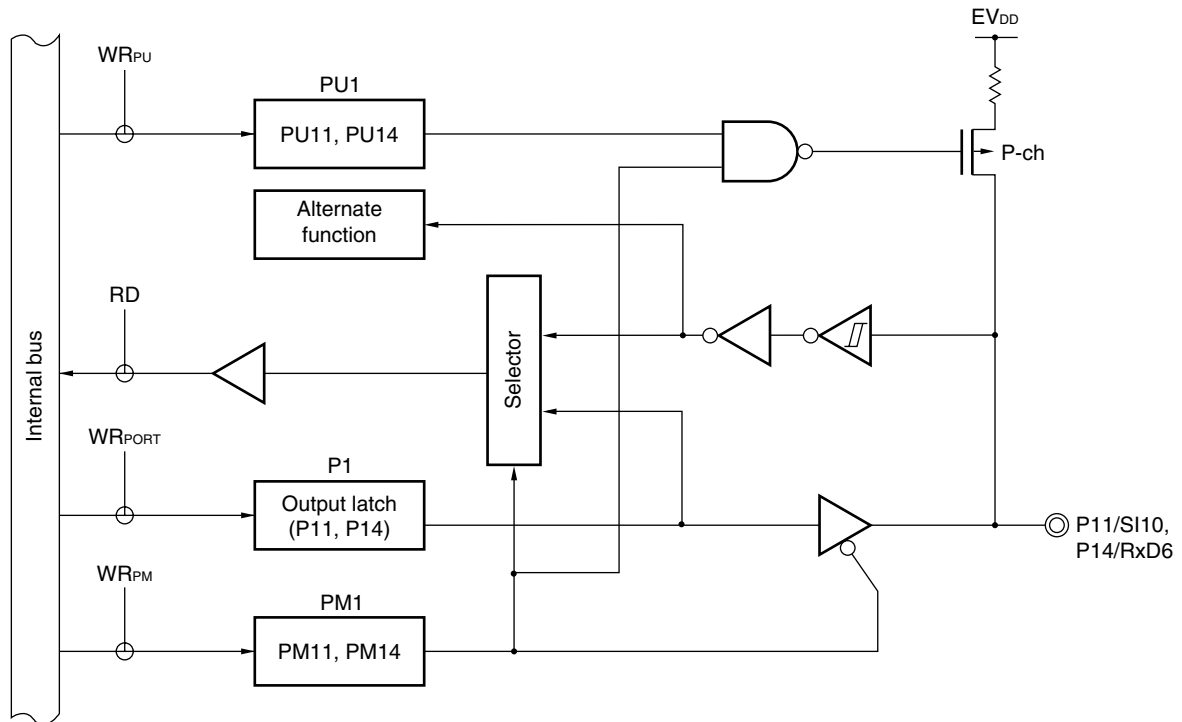 EVDD
WRPU
PU1
PU11, PU14
P-ch
Alternate
function
RD
Selector
Internal bus
WRPORT
P1
Output latch
(P11, P14)
P11/SI10,
P14/RxD6
WRPM
PM1
PM11, PM14